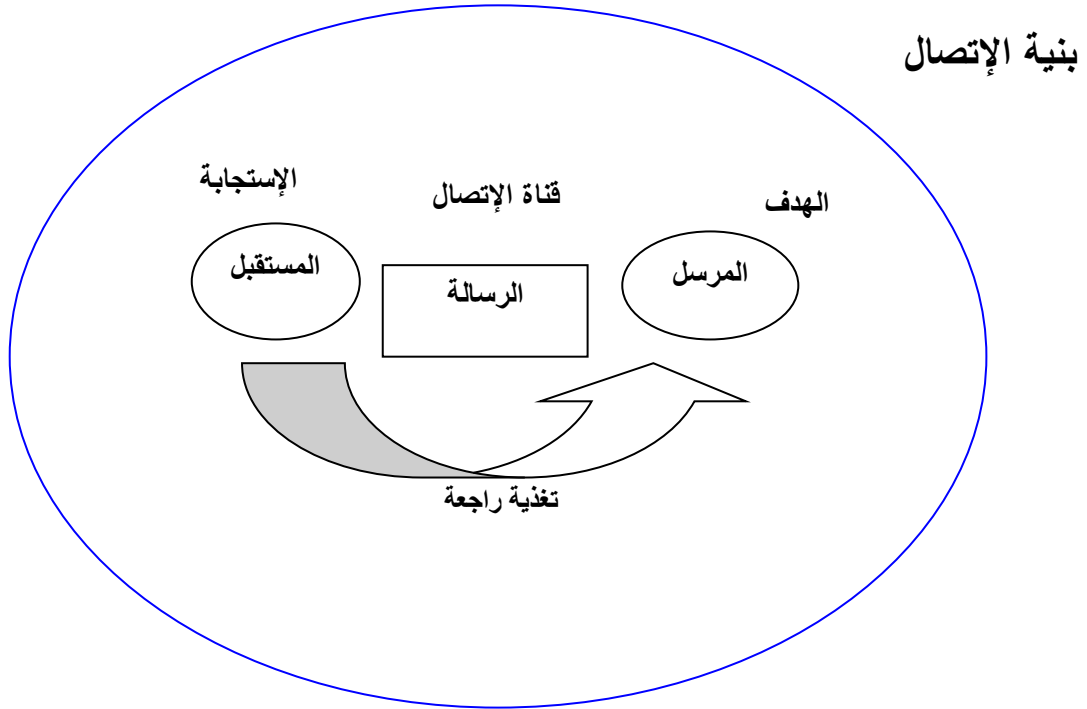 بنية الإتصال
الهدف
قناة الإتصال
الإستجابة
المرسل
الرسالة
المستقبل
تغذية راجعة